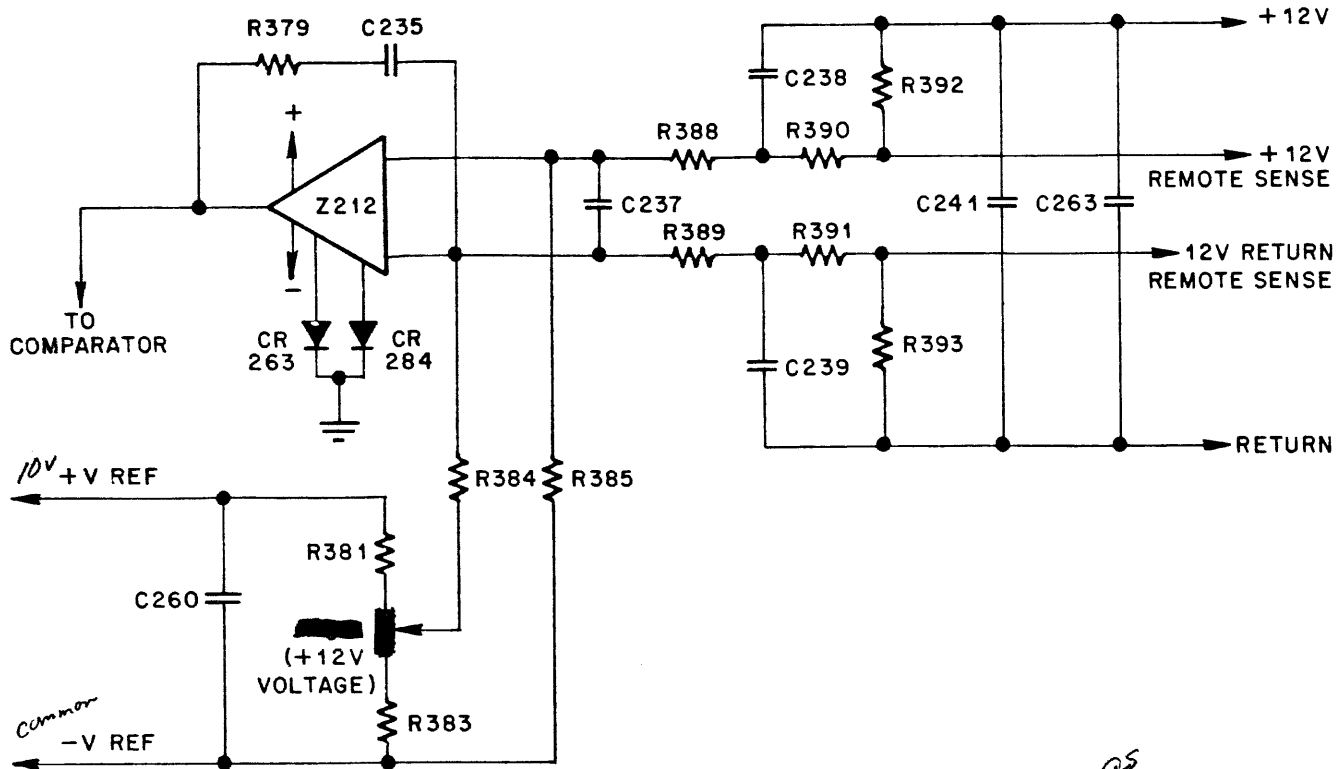 R379
C235
+12V
C238
R392
+
R388
R390
+12V
REMOTE SENSE
Z212
C237
C241
C263
R389
R391
12V RETURN
REMOTE SENSE
-
TO
COMPARATOR
CR
263
CR
284
C239
R393
RETURN
10V +V REF
R384
R385
R381
C260
(+12V
VOLTAGE)
R383
common
-V REF